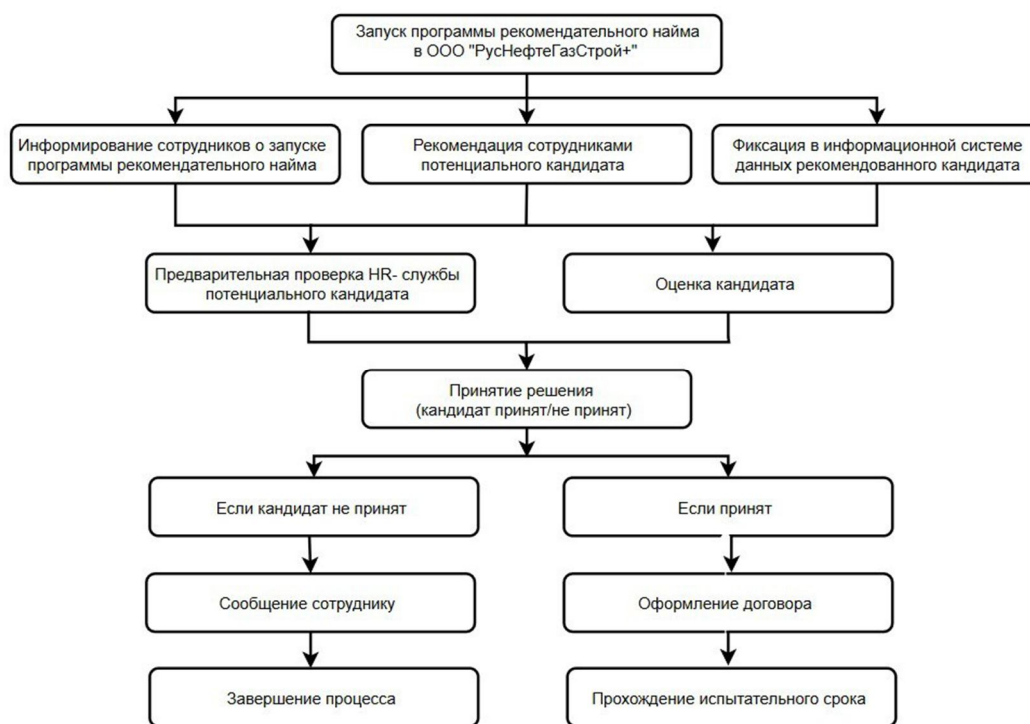 Запуск программы рекомендательного найма
в ООО "РусНефтеГазСтрой+"
Информирование сотрудников о запуске
программы рекомендательного найма
Рекомендация сотрудниками
потенциального кандидата
Фиксация в информационной системе
данных рекомендованного кандидата
Предварительная проверка HR- службы
потенциального кандидата
Оценка кандидата
Принятие решения
(кандидат принят/не принят)
Если кандидат не принят
Если принят
Сообщение сотруднику
Оформление договора
Завершение процесса
Прохождение испытательного срока